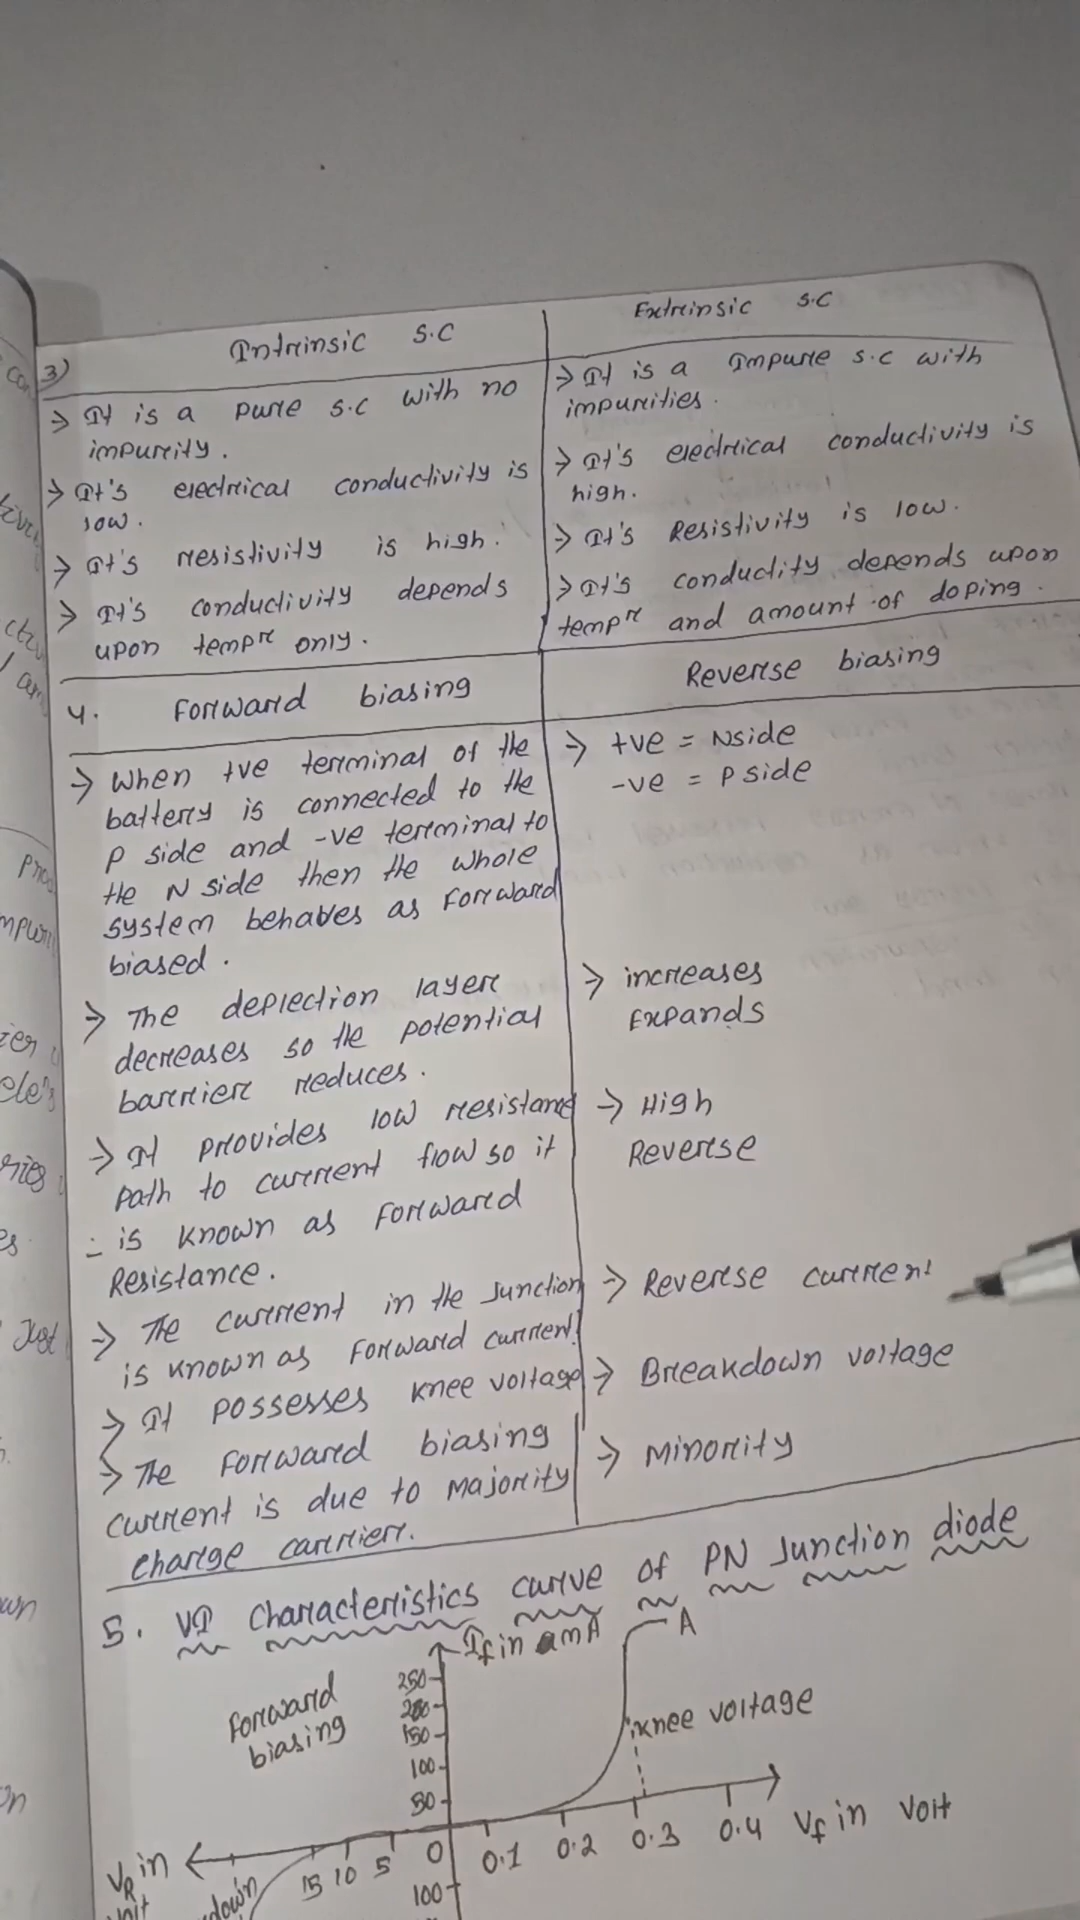 3) Intrinsic S.C
Extrinsic S.C
→ It is a pure s.c with no
impurity.
→ It's electrical conductivity is
low.
→ It's resistivity is high.
→ It's conductivity depends
upon tempr only.
→ It is a Impure s.c with
impurities.
→ It's electrical conductivity is
high.
→ It's Resistivity is low.
→ It's conductity depends upon
tempr and amount of doping.
4. Forward biasing
Reverse biasing
→ When +ve terminal of the
battery is connected to the
P side and -ve terminal to
the N side then the whole
system behaves as Forward
biased.
→ The deplection layer
decreases so the potential
barrier reduces.
→ It provides low resistance
path to current flow so it
is known as Forward
Resistance.
→ The current in the Junction
is known as Forward current
→ It possesses knee voltage
→ The Forward biasing
current is due to majority
charge carrier.
→ +ve = N side
-ve = P side
→ increases
Expands
→ High
Reverse
→ Reverse current
→ Breakdown voltage
→ Minority
5. VI Characteristics curve of PN Junction diode
If in mA
A
Forward
biasing
250
200
150
100
50
knee voltage
0 0.1 0.2 0.3 0.4 Vf in Volt
VR in
15 10 5
100